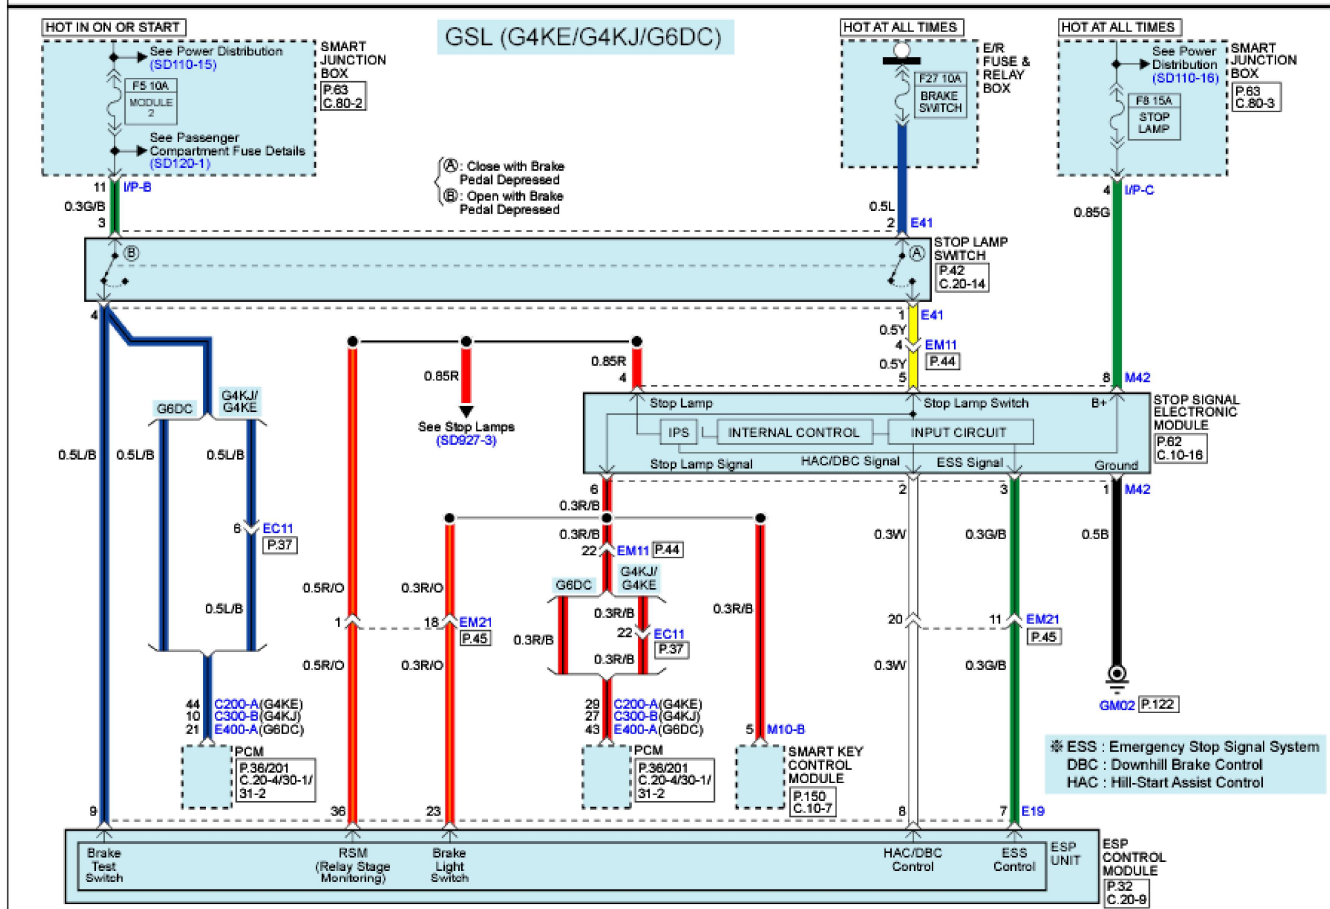 HOT IN ON OR START
GSL (G4KE/G4KJ/G6DC)
HOT AT ALL TIMES
HOT AT ALL TIMES
See Power Distribution
(SD110-15)
F5 10A
MODULE
2
See Passenger
Compartment Fuse Details
(SD120-1)
SMART
JUNCTION
BOX
P.63
C.80-2
F27 10A
BRAKE
SWITCH
E/R
FUSE &
RELAY
BOX
See Power
Distribution
(SD110-16)
F8 15A
STOP
LAMP
SMART
JUNCTION
BOX
P.63
C.80-3
Ⓐ : Close with Brake
Pedal Depressed
Ⓑ : Open with Brake
Pedal Depressed
11 I/P-B
0.3G/B
3
0.5L
2 E41
4 I/P-C
0.85G
Ⓑ
Ⓐ
STOP LAMP
SWITCH
P.42
C.20-14
4
1 E41
0.5Y
4 EM11
P.44
0.5Y
5
0.85R
4
0.85R
See Stop Lamps
(SD927-3)
8 M42
G6DC
G4KJ/
G4KE
0.5L/B
0.5L/B
0.5L/B
6 EC11
P.37
0.5L/B
Stop Lamp
Stop Lamp Switch
B+
IPS
INTERNAL CONTROL
INPUT CIRCUIT
Stop Lamp Signal
HAC/DBC Signal
ESS Signal
Ground
STOP SIGNAL
ELECTRONIC
MODULE
P.62
C.10-16
6
2
3
1 M42
0.3R/B
0.3R/B
22 EM11 P.44
0.3W
0.3G/B
0.5B
G6DC
G4KJ/
G4KE
0.5R/O
0.3R/O
0.3R/B
0.3R/B
1
18 EM21
P.45
22 EC11
P.37
20
11 EM21
P.45
0.5R/O
0.3R/O
0.3R/B
0.3R/B
0.3W
0.3G/B
GM02 P.122
44 C200-A(G4KE)
10 C300-B(G4KJ)
21 E400-A(G6DC)
29 C200-A(G4KE)
27 C300-B(G4KJ)
43 E400-A(G6DC)
5 M10-B
PCM
P.36/201
C.20-4/30-1/
31-2
PCM
P.36/201
C.20-4/30-1/
31-2
SMART KEY
CONTROL
MODULE
P.150
C.10-7
※ ESS : Emergency Stop Signal System
DBC : Downhill Brake Control
HAC : Hill-Start Assist Control
9
36
23
8
7 E19
Brake
Test
Switch
RSM
(Relay Stage
Monitoring)
Brake
Light
Switch
HAC/DBC
Control
ESS
Control
ESP
UNIT
ESP
CONTROL
MODULE
P.32
C.20-9